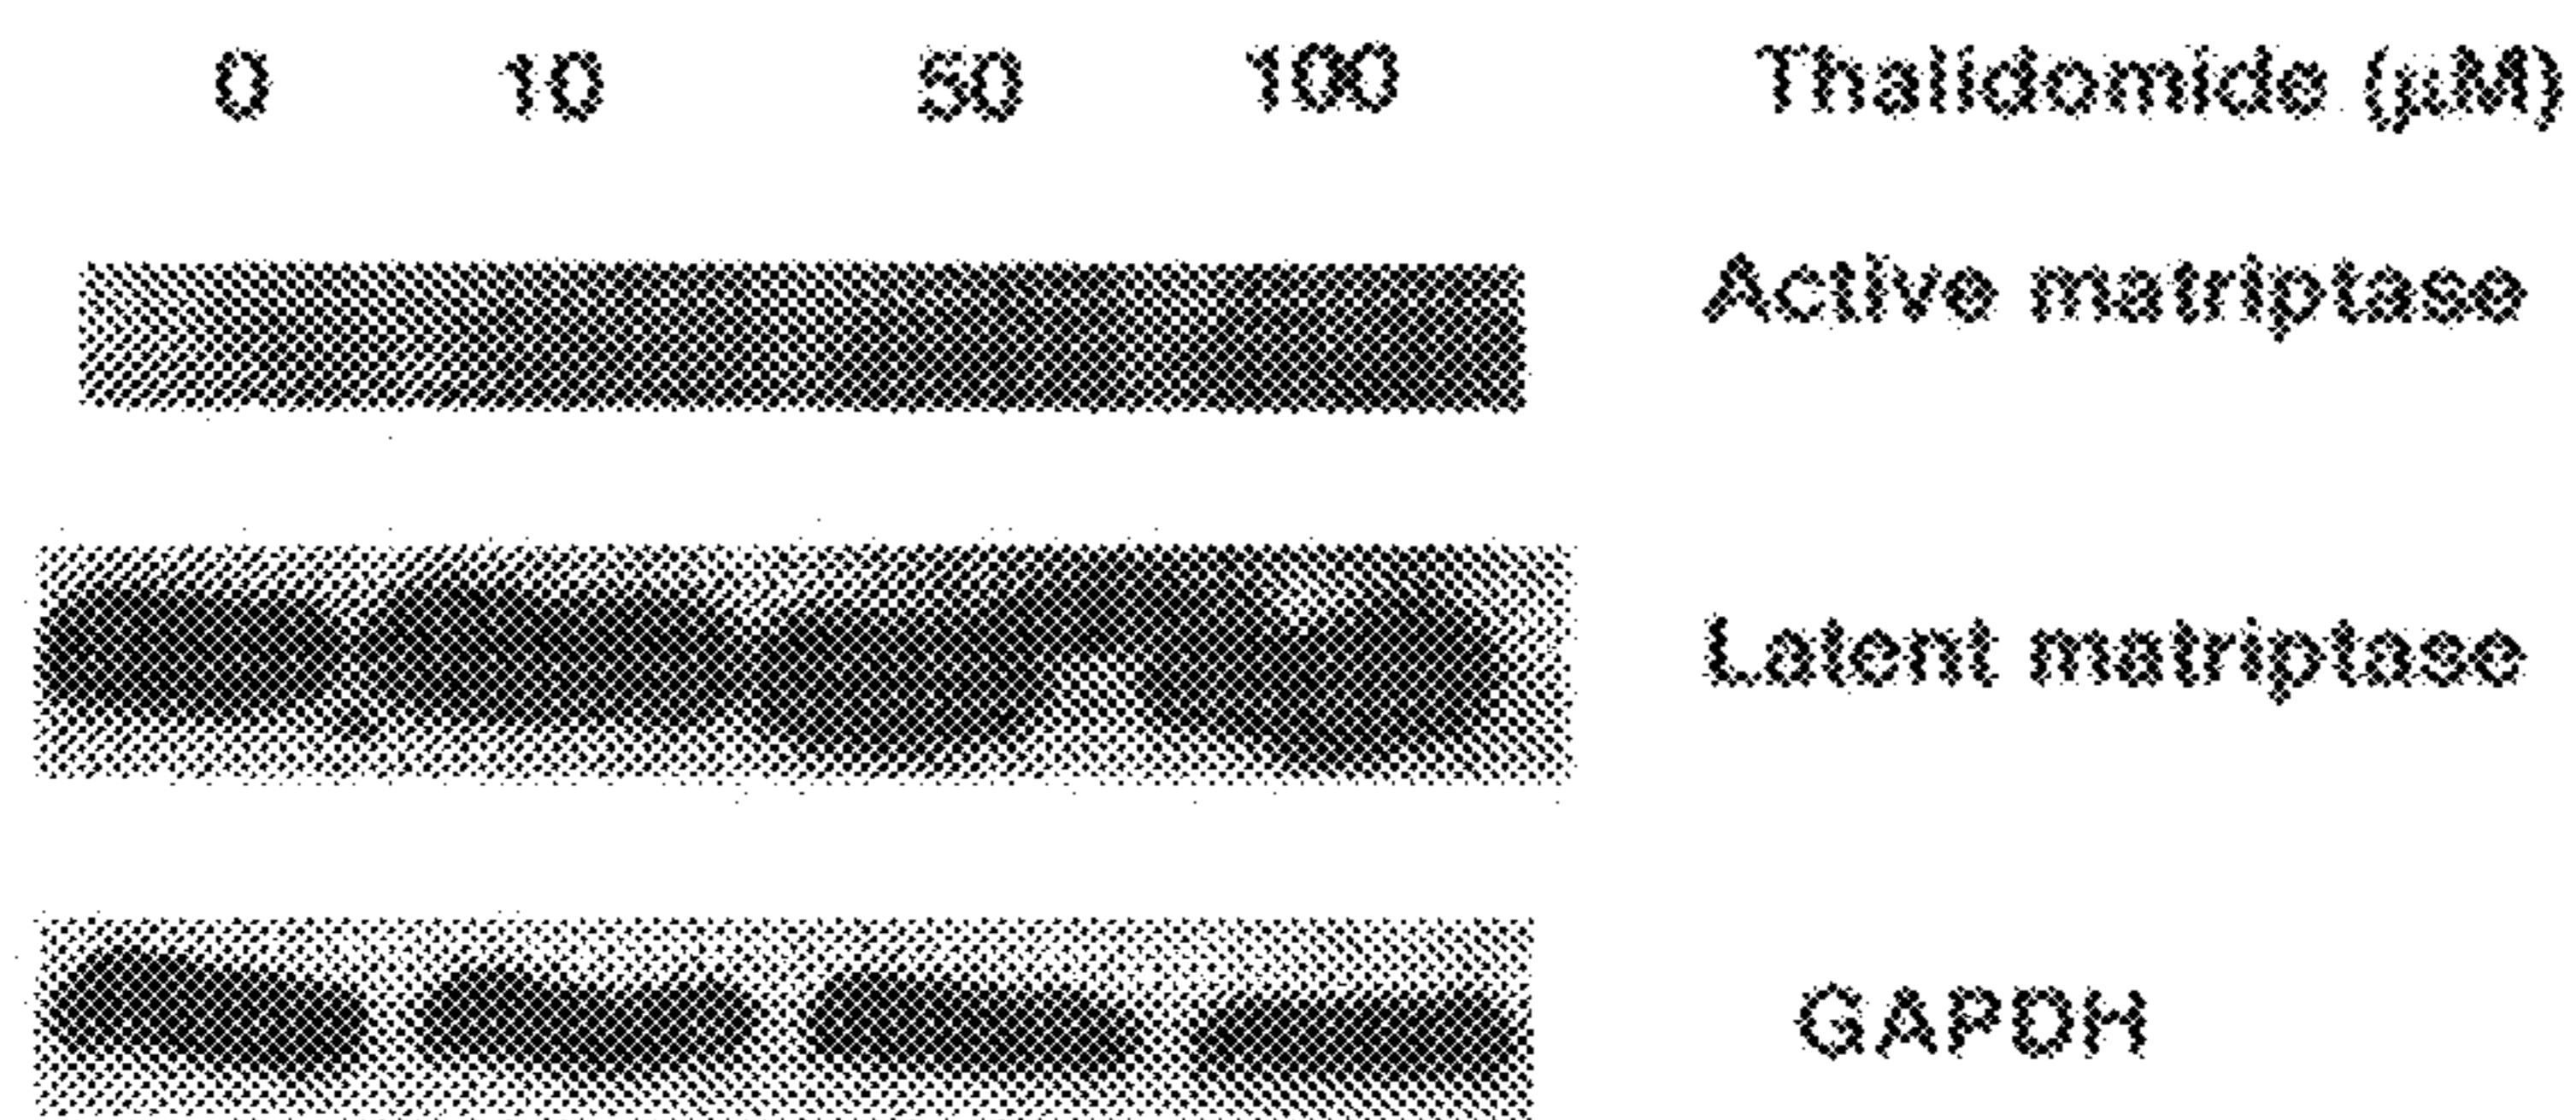 0 10 50 100 Thalidomide (µM)
Active matriptase
Latent matriptase
GAPDH